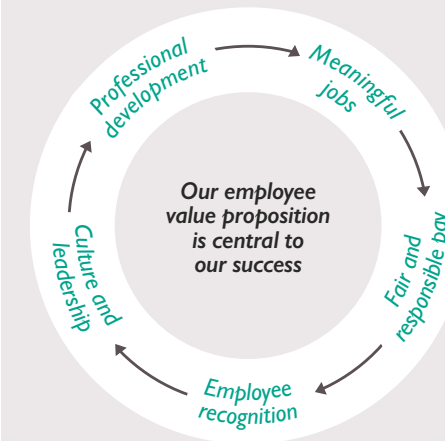 Professional
development
Meaningful
jobs
Our employee
value proposition
is central to
our success
Fair and
responsible pay
Employee
recognition
Culture and
leadership